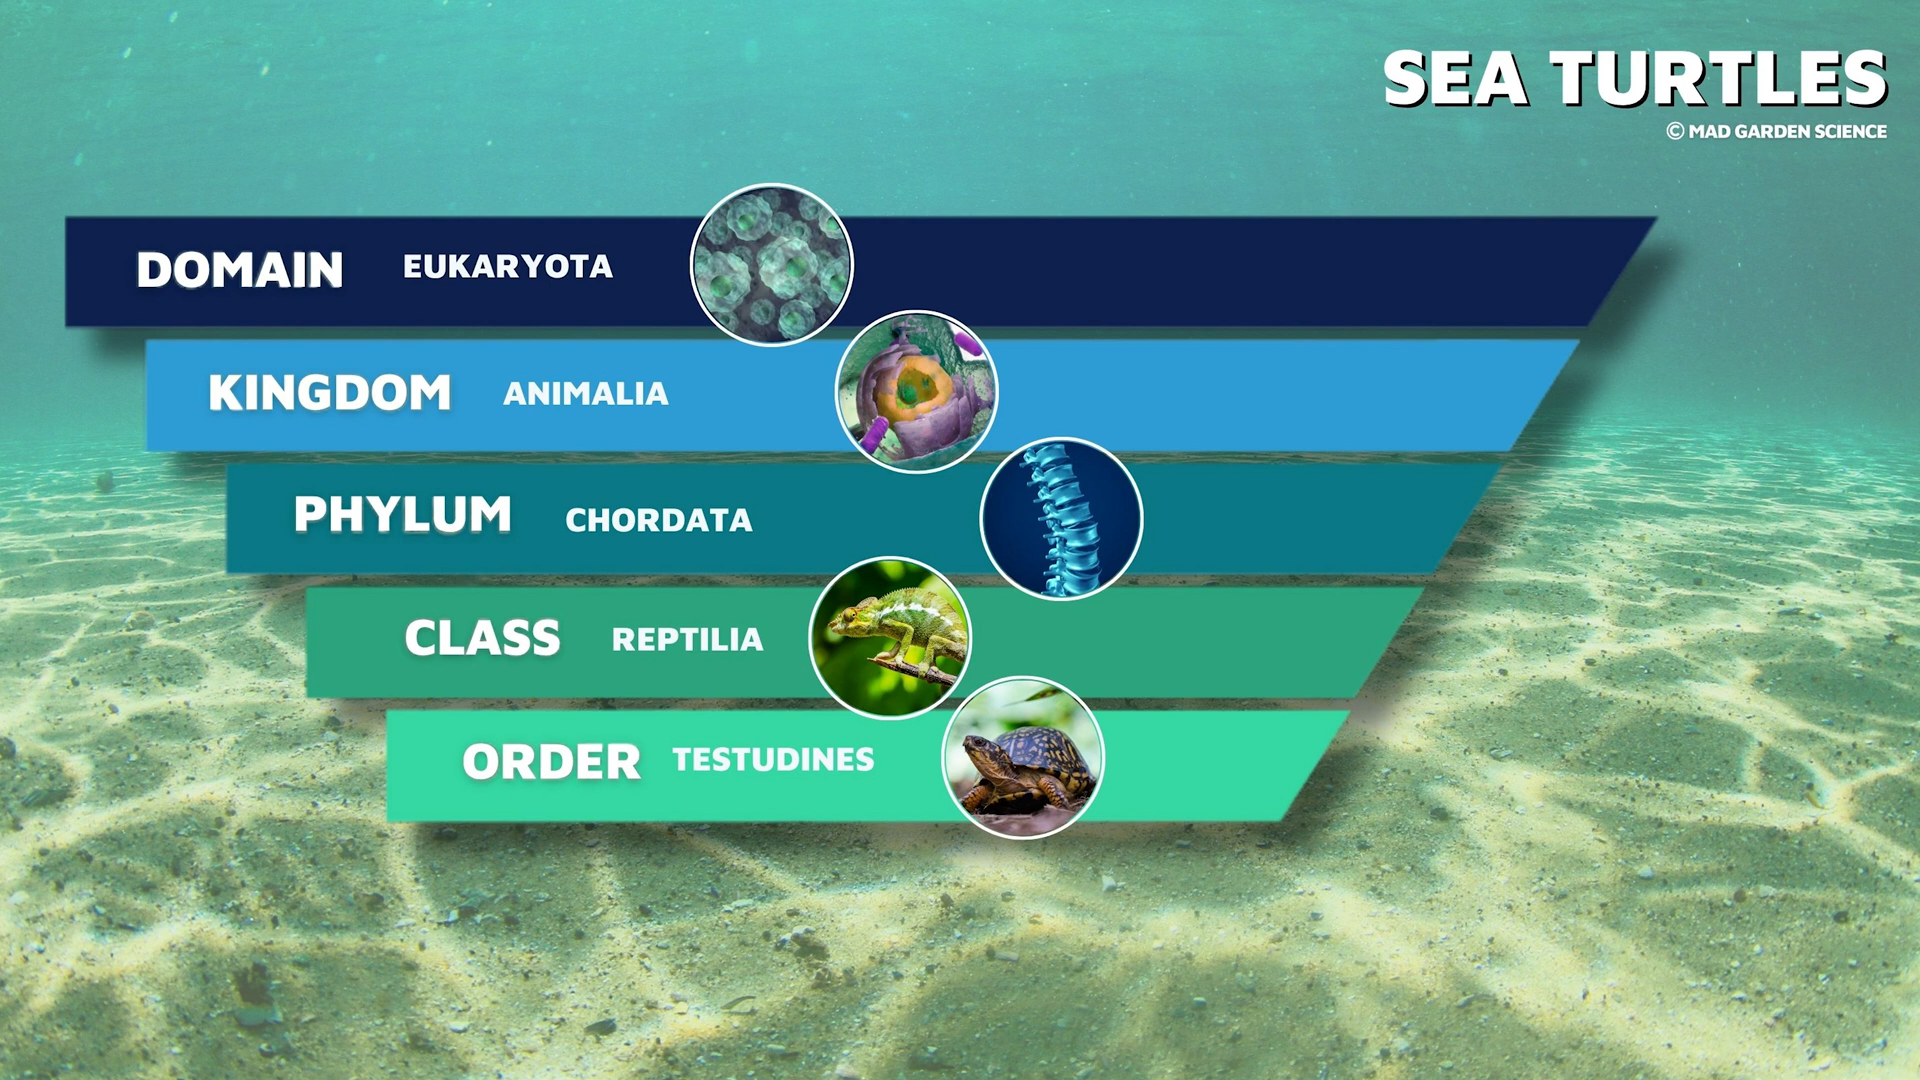 SEA TURTLES
© MAD GARDEN SCIENCE
DOMAIN EUKARYOTA
KINGDOM ANIMALIA
PHYLUM CHORDATA
CLASS REPTILIA
ORDER TESTUDINES